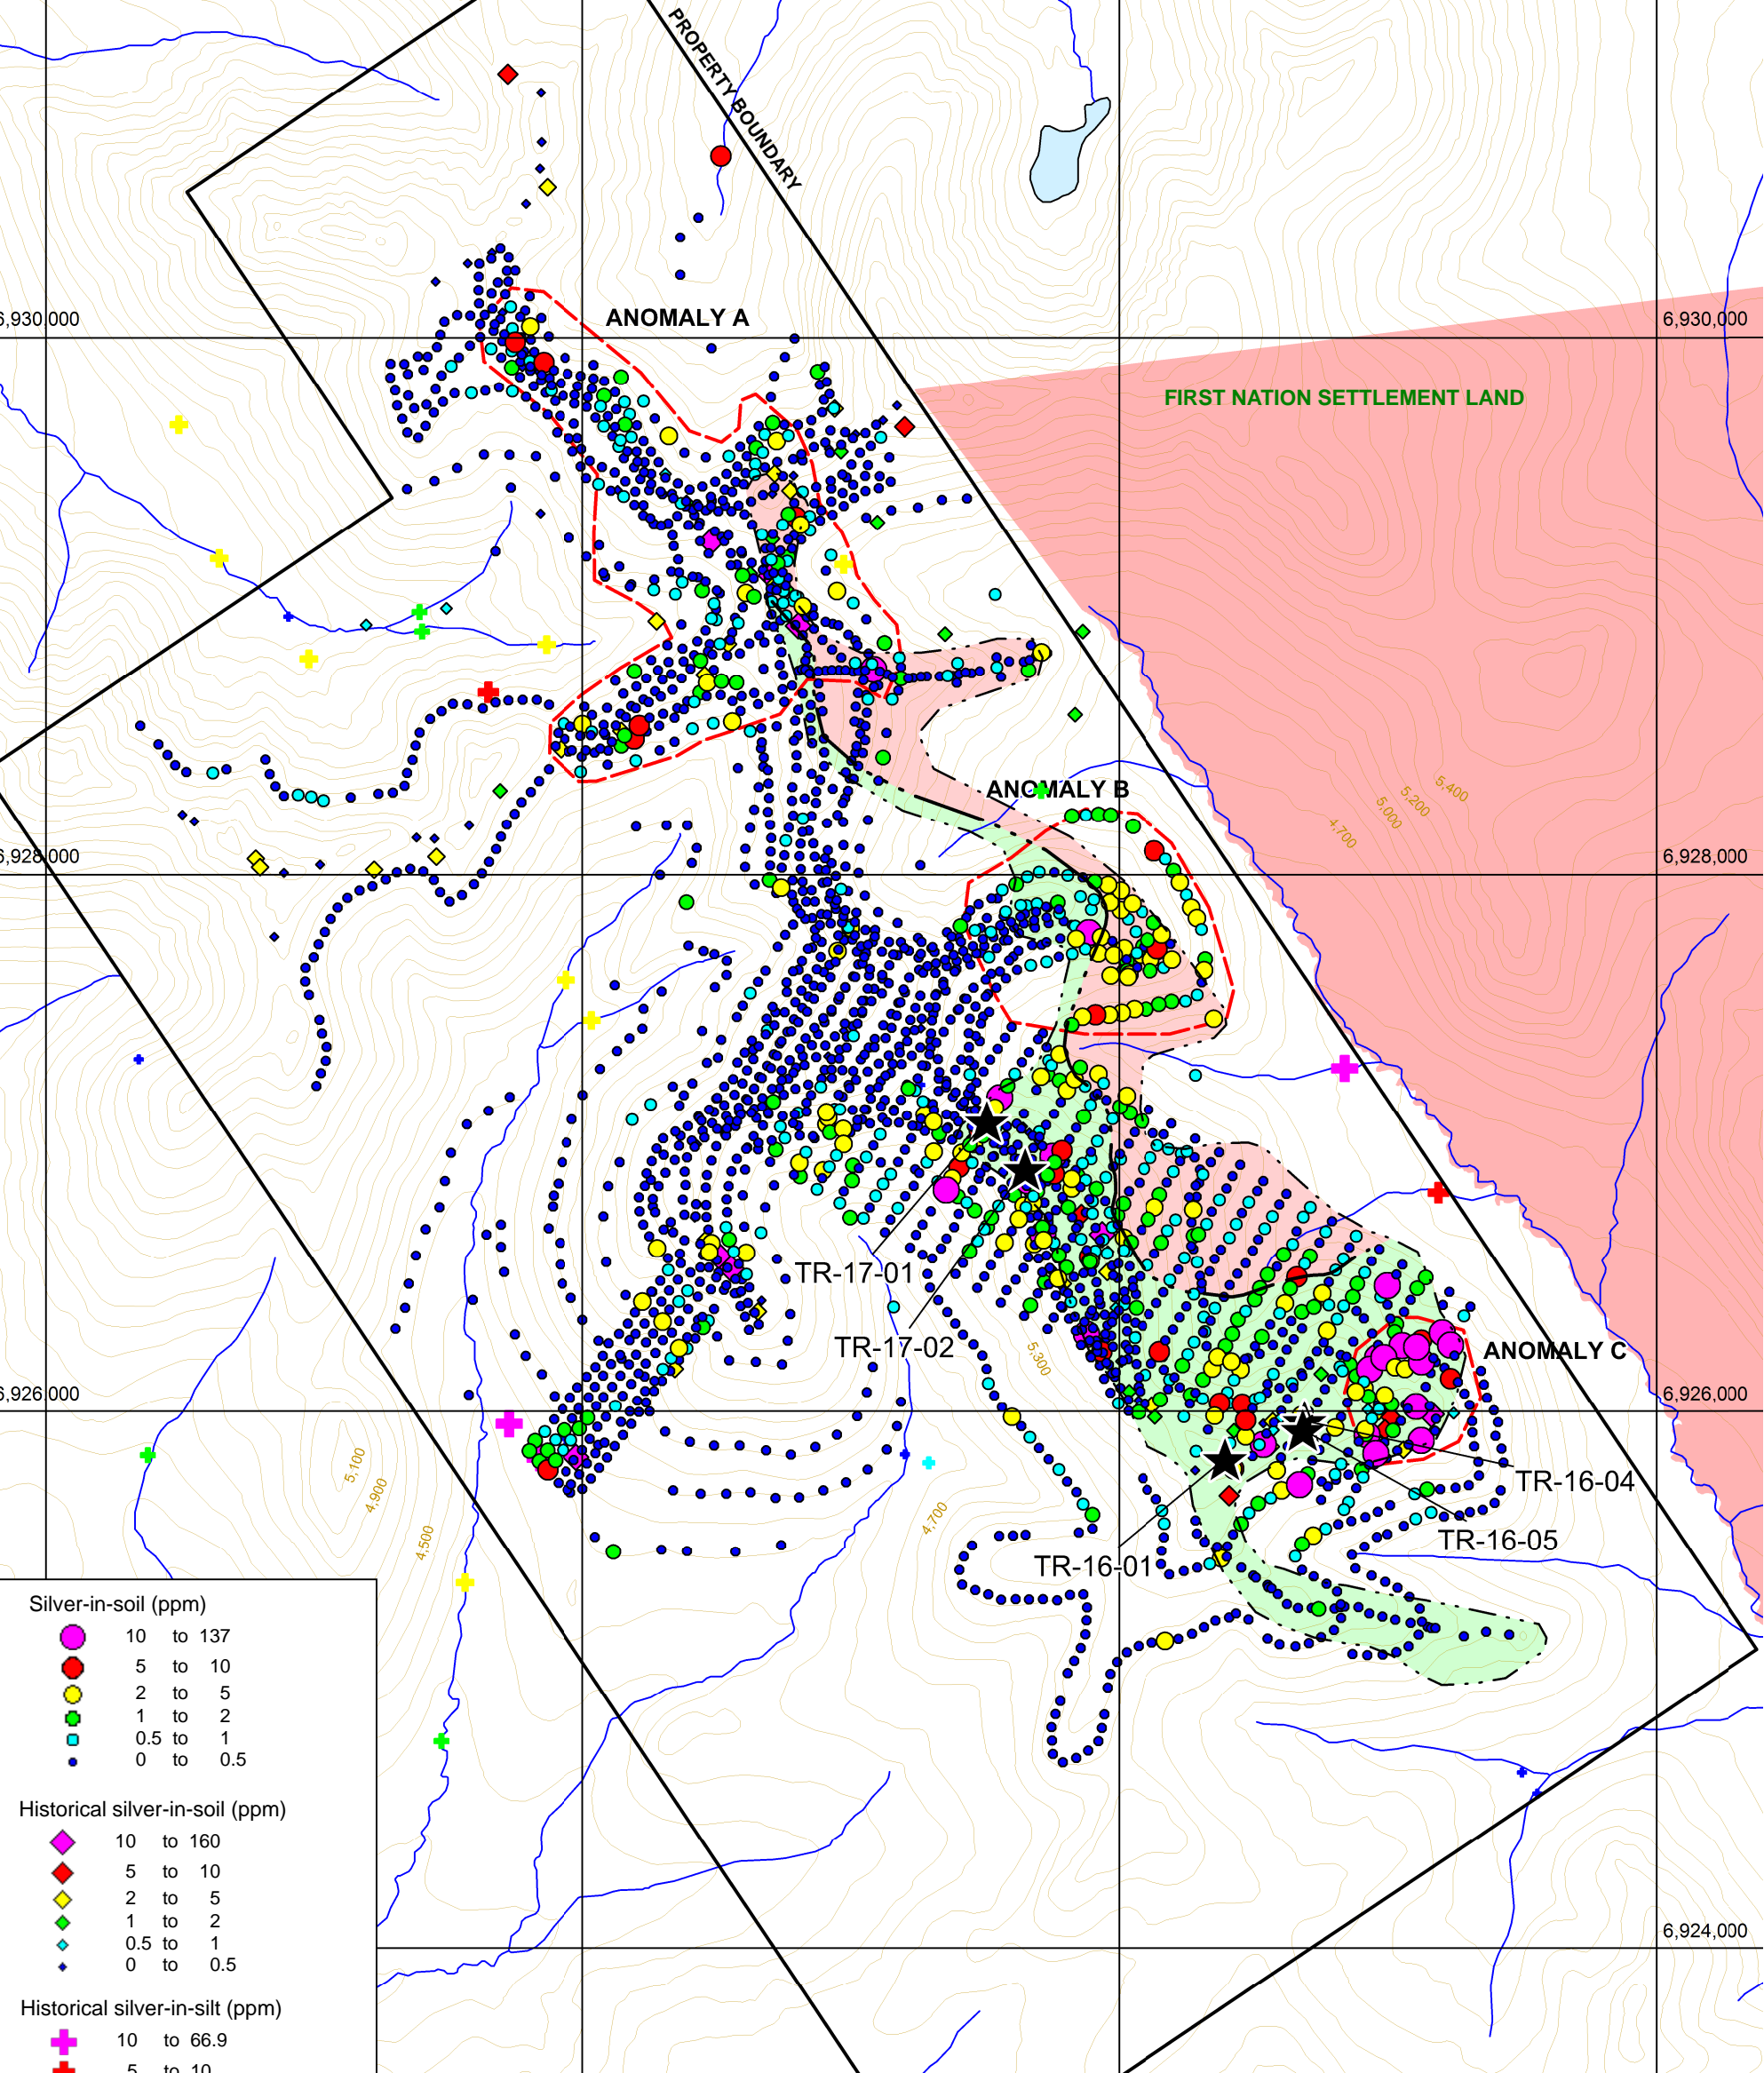 PROPERTY BOUNDARY
ANOMALY A
6,930,000
6,930,000
FIRST NATION SETTLEMENT LAND
ANOMALY B
5,400
5,200
5,000
4,700
6,928,000
6,928,000
TR-17-01
TR-17-02
5,300
ANOMALY C
6,926,000
6,926,000
TR-16-04
TR-16-05
TR-16-01
5,100
4,900
4,500
4,700
Silver-in-soil (ppm)
10 to 137
5 to 10
2 to 5
1 to 2
0.5 to 1
0 to 0.5
Historical silver-in-soil (ppm)
10 to 160
5 to 10
2 to 5
1 to 2
0.5 to 1
0 to 0.5
Historical silver-in-silt (ppm)
10 to 66.9
5 to 10
6,924,000